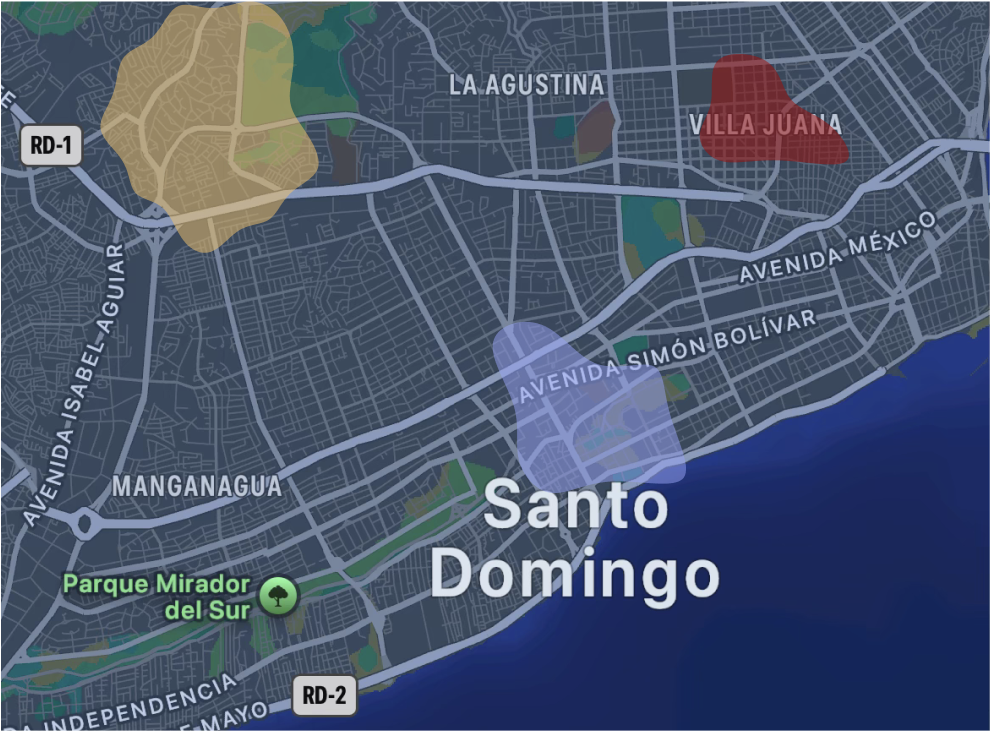 E
LA AGUSTINA
RD-1
VILLA JUANA
AVENIDA MÉXICO
AVENIDA ISABEL AGUIAR
AVENIDA SIMÓN BOLÍVAR
MANGANAGUA
Santo
Domingo
Parque Mirador
del Sur
RD-2
DA INDEPENDENCIA
E MAYO